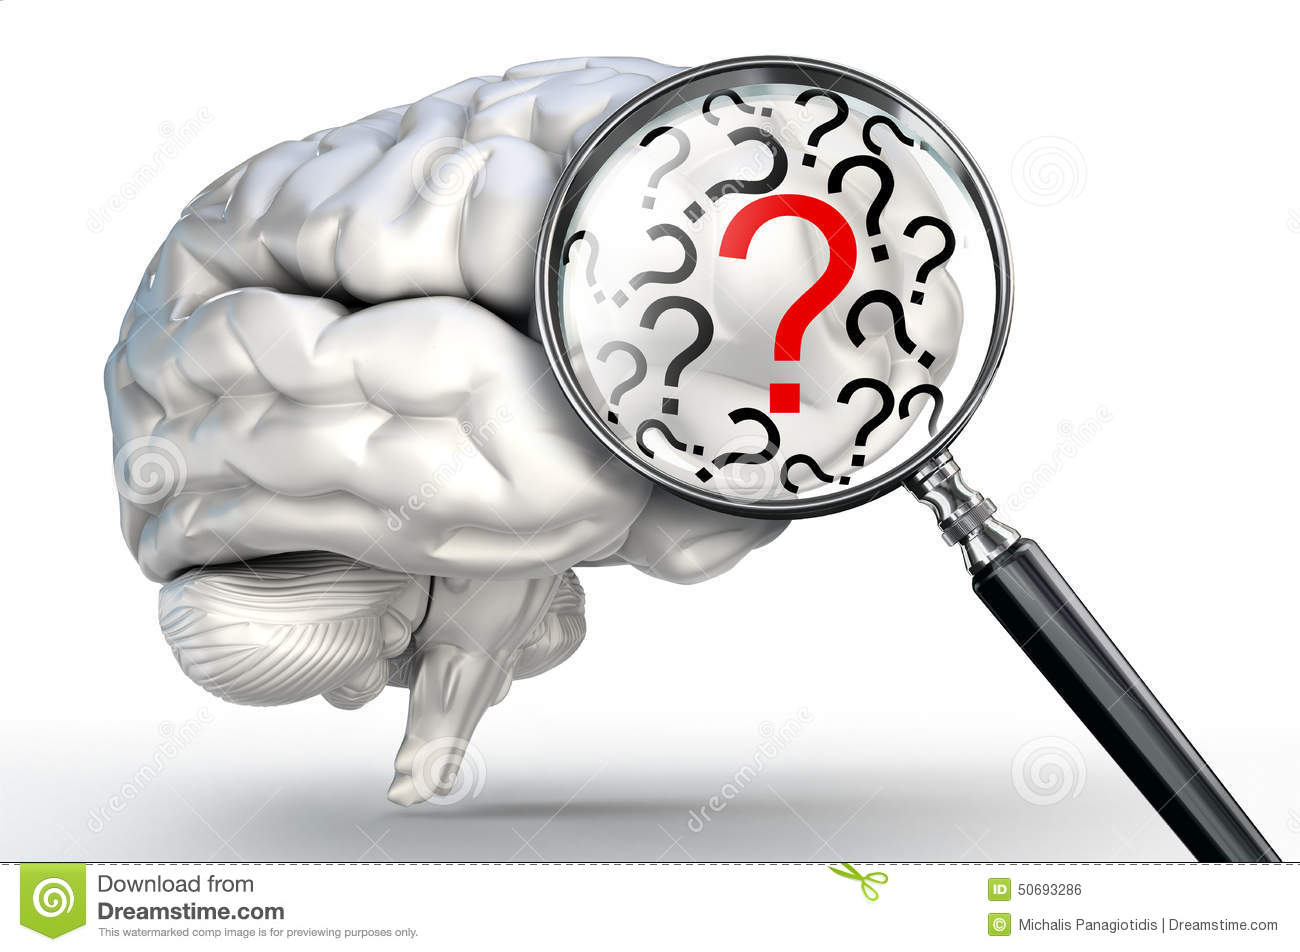 ?
Download from
Dreamstime.com
This watermarked comp image is for previewing purposes only.
ID 50693286
© Michalis Panagiotidis | Dreamstime.com
dreamstime